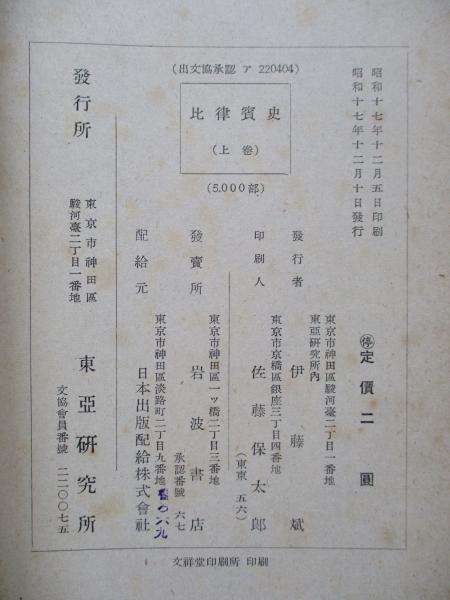 昭和十七年十二月五日印刷
昭和十七年十二月十日發行
㊝定價二圓
(出文協承認 ア 220404)
比律賓史
(上卷)
(5.000部)
發行者
東京市神田區駿河臺二丁目一番地
東亞硏究所内
伊藤斌
印刷人
東京市京橋區銀座三丁目四番地
佐藤保太郎
(東東 五六)
發賣所
東京市神田區一ッ橋二丁目三番地
岩波書店
承認番號 六七
配給元
東京市神田區淡路町二丁目九番地
日本出版配給株式會社
發行所
東京市神田區
駿河臺二丁目一番地
東亞硏究所
文協會員番號 二二〇〇七五
文祥堂印刷所 印刷